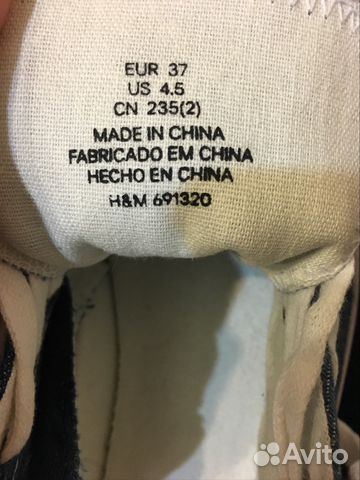 EUR 37
US 4.5
CN 235(2)
MADE IN CHINA
FABRICADO EM CHINA
HECHO EN CHINA
H&M 691320
Avito